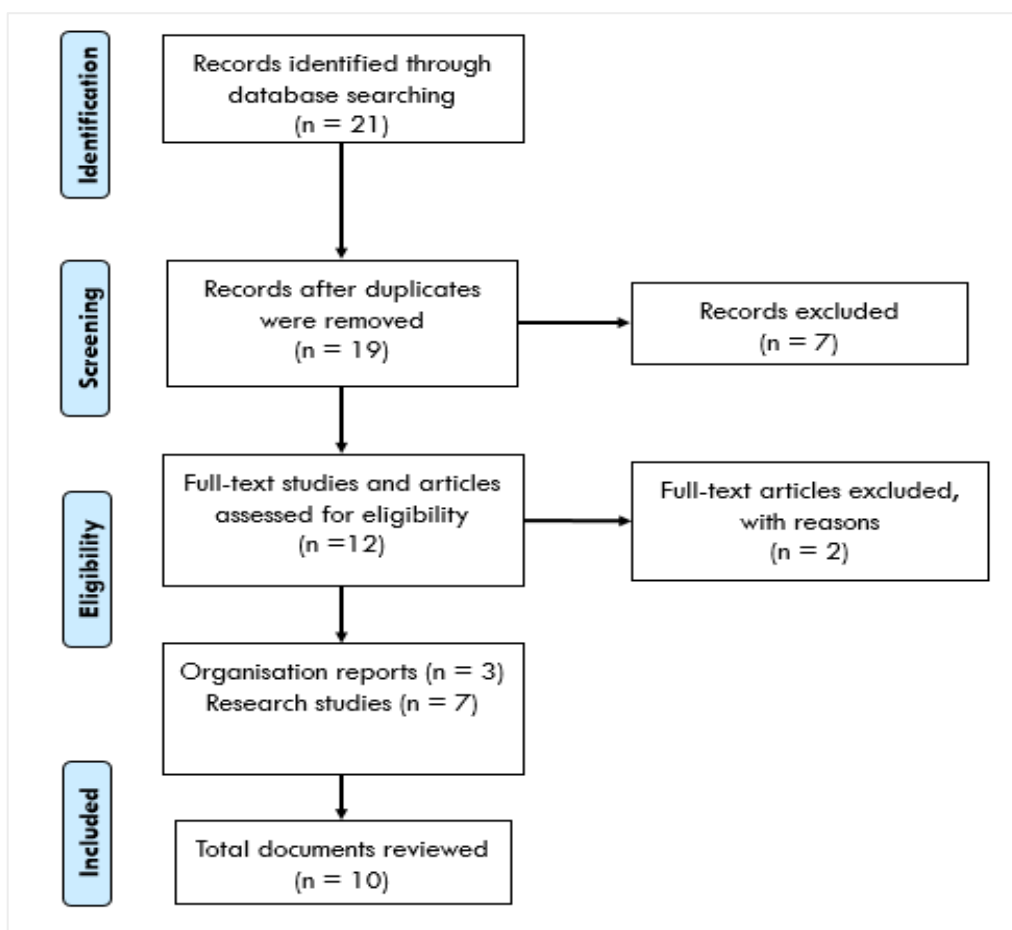 Identification
Records identified through
database searching
(n = 21)
Screening
Records after duplicates
were removed
(n = 19)
Records excluded
(n = 7)
Eligibility
Full-text studies and articles
assessed for eligibility
(n =12)
Full-text articles excluded,
with reasons
(n = 2)
Organisation reports (n = 3)
Research studies (n = 7)
Included
Total documents reviewed
(n = 10)